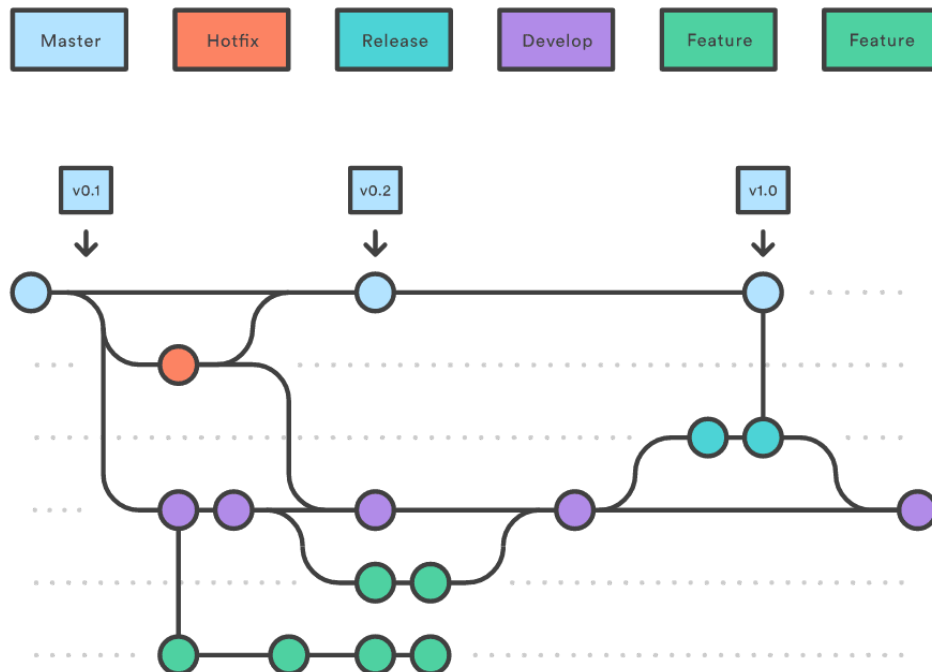 Master
Hotfix
Release
Develop
Feature
Feature
v0.1
v0.2
v1.0